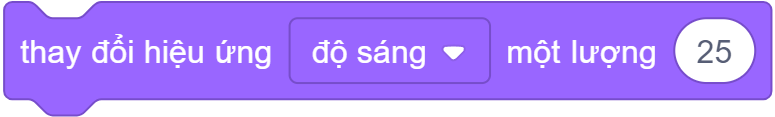 thay đổi hiệu ứng độ sáng một lượng 25